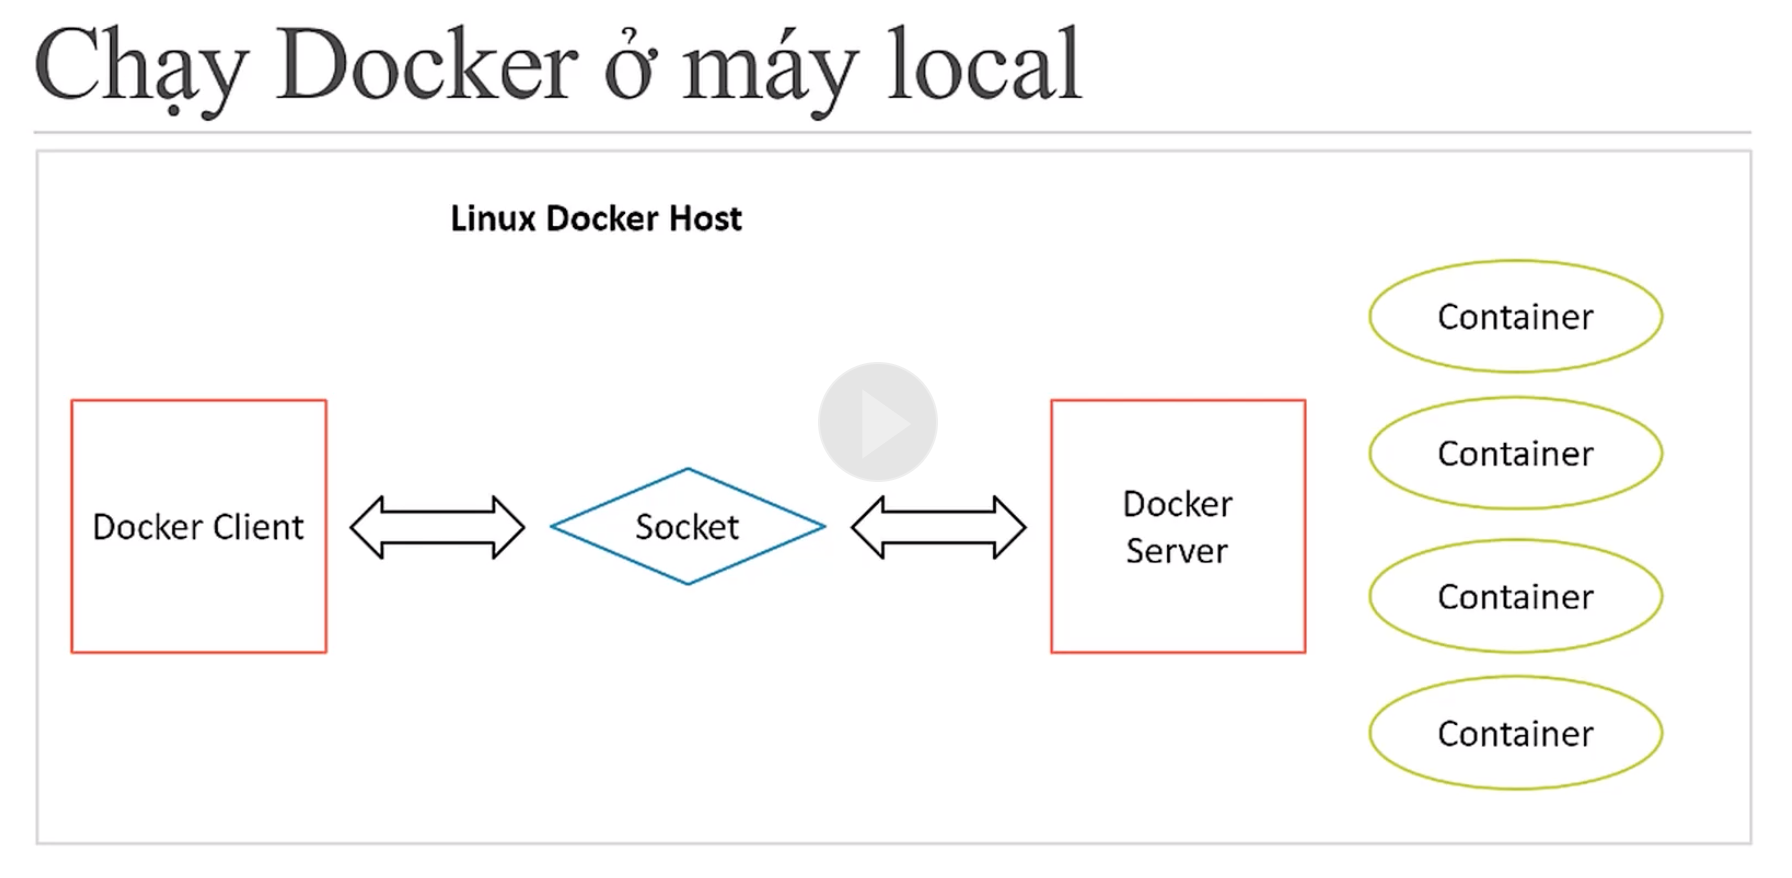 Chạy Docker ở máy local
Linux Docker Host
Docker Client
Socket
Docker
Server
Container
Container
Container
Container